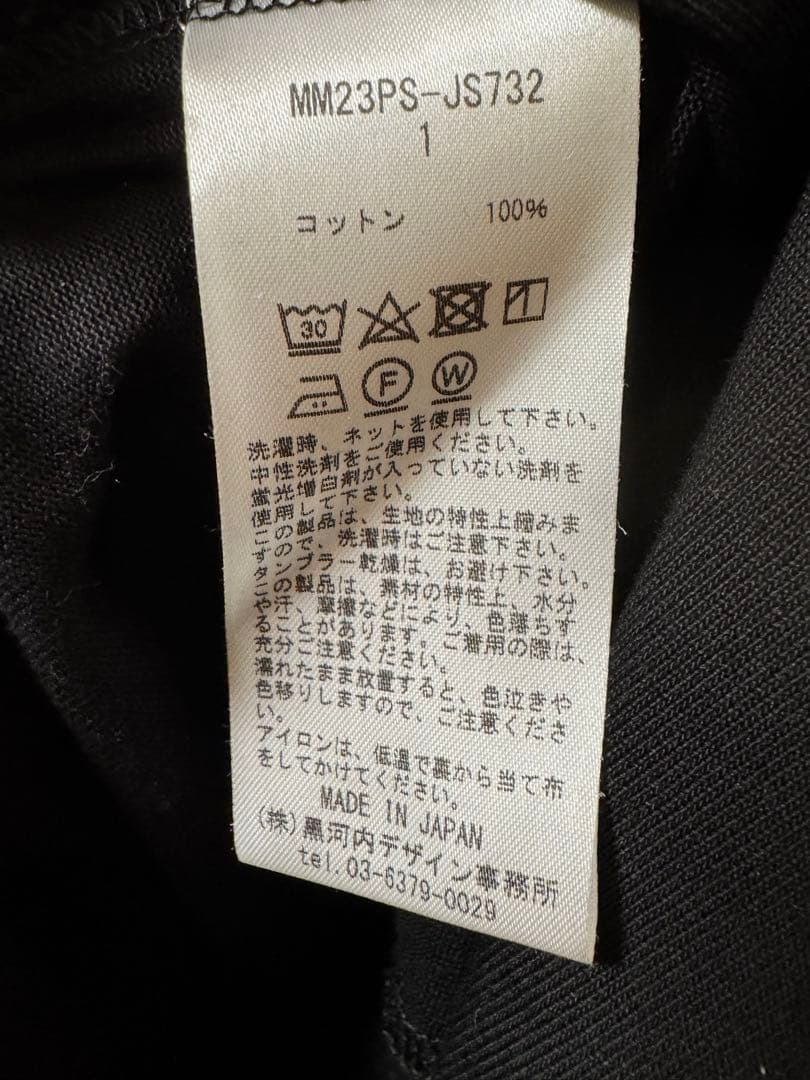 MM23PS-JS732
1
コットン 100%
30
F W
洗濯時、ネットを使用して下さい。
中性洗剤をご使用ください。
蛍光増白剤が入っていない洗剤を
使用して下さい。
この製品は、生地の特性上縮みま
すので、洗濯時はご注意下さい。
タンブラー乾燥は、お避け下さい。
この製品は、素材の特性上、水分
や汗、摩擦などにより、色落ちす
ることがあります。ご着用の際は、
充分ご注意ください。
濡れたまま放置すると、色泣きや
色移りしますので、ご注意くださ
い。
アイロンは、低温で裏から当て布
をしてかけてください。
MADE IN JAPAN
(株)黒河内デザイン事務所
tel.03-6379-0029